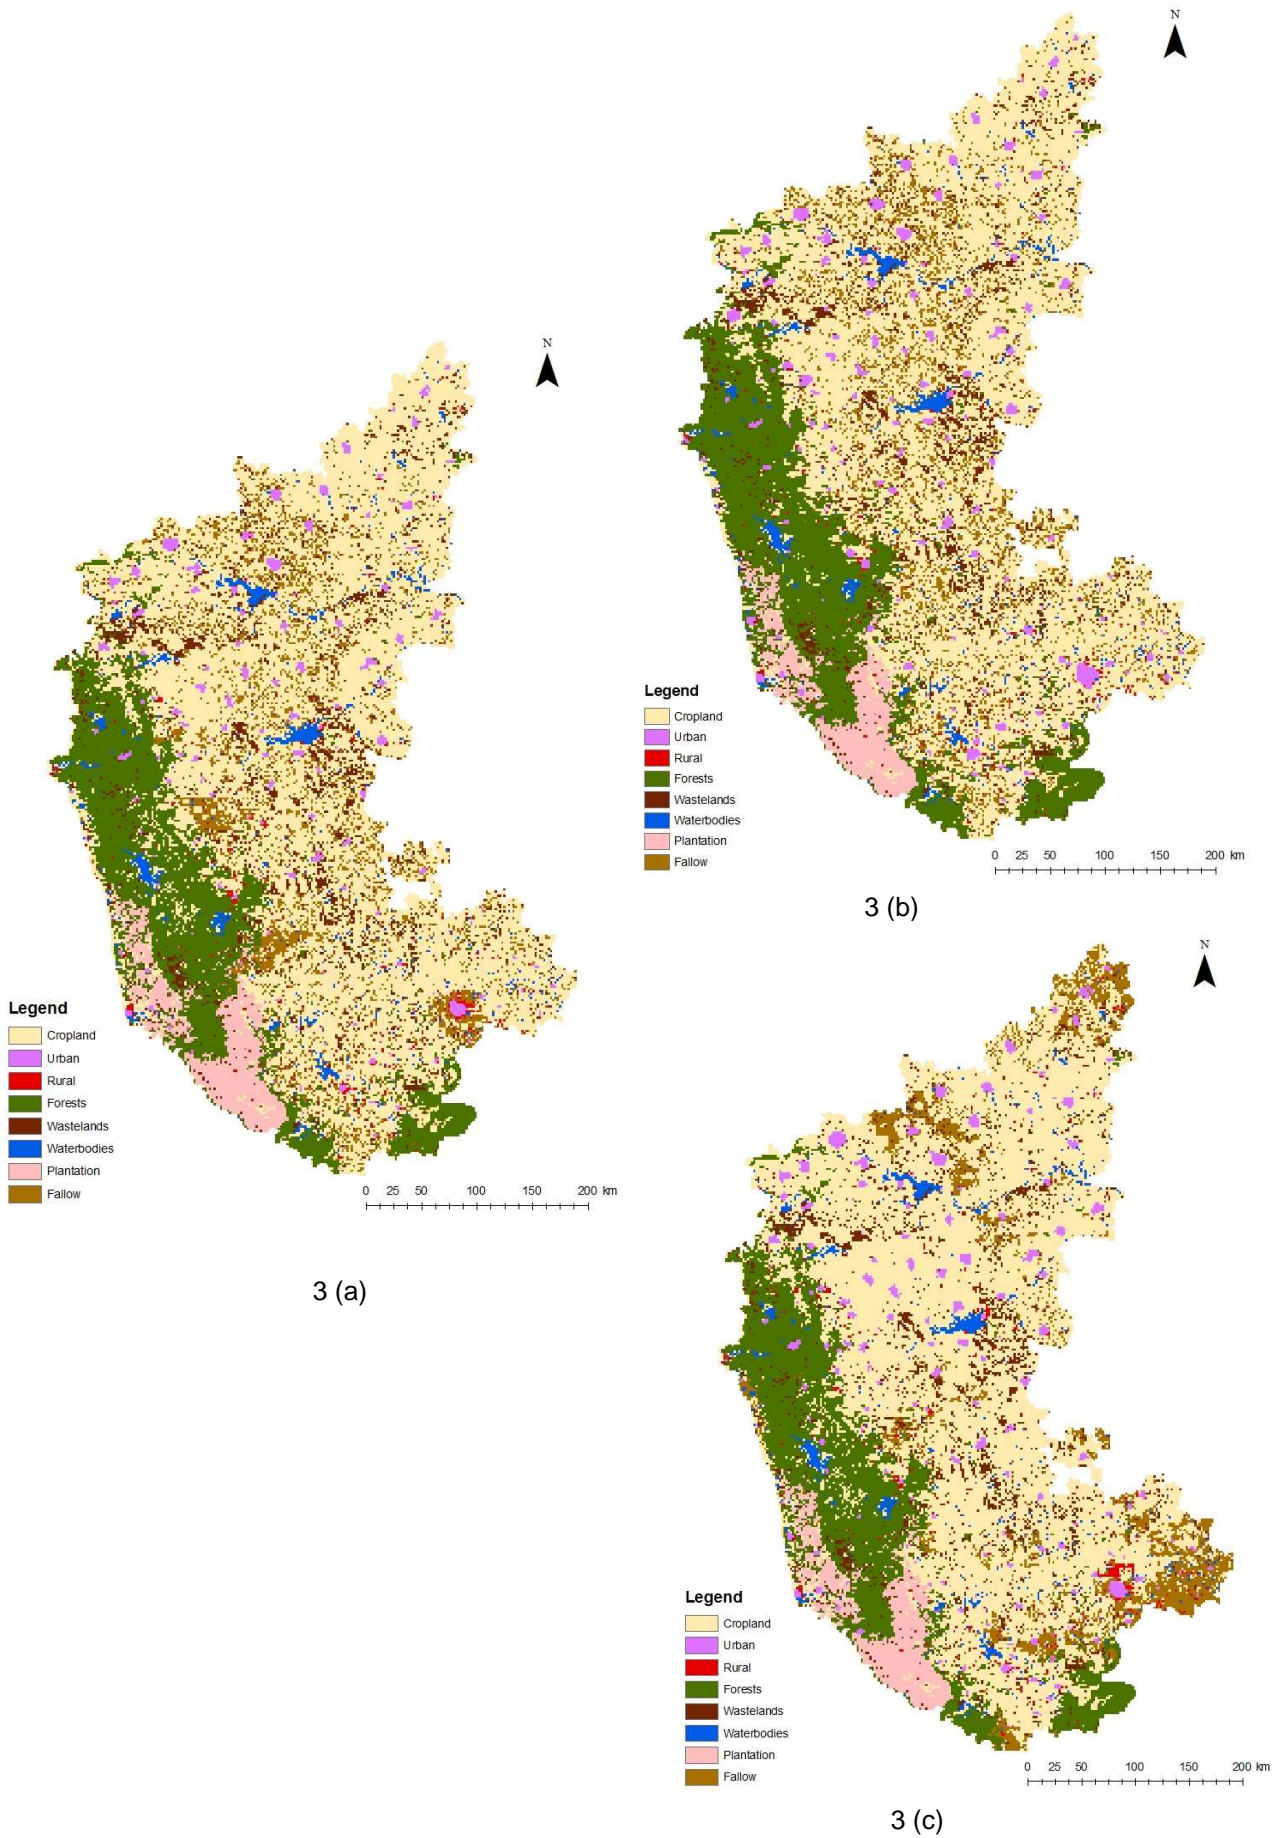 N
Legend
Cropland
Urban
Rural
Forests
Wastelands
Waterbodies
Plantation
Fallow
0 25 50 100 150 200 km
3 (a)
N
Legend
Cropland
Urban
Rural
Forests
Wastelands
Waterbodies
Plantation
Fallow
0 25 50 100 150 200 km
3 (b)
N
Legend
Cropland
Urban
Rural
Forests
Wastelands
Waterbodies
Plantation
Fallow
0 25 50 100 150 200 km
3 (c)